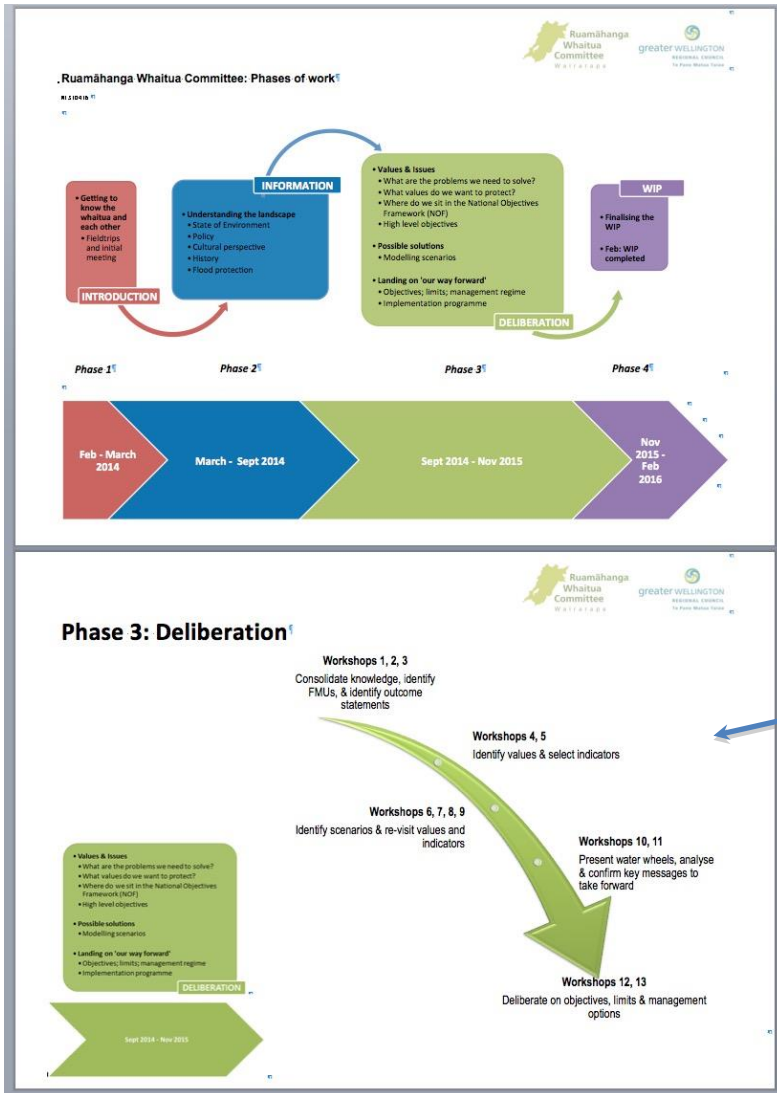 Ruamāhanga
Whaitua
Committee
Wairarapa
greater WELLINGTON
REGIONAL COUNCIL
Te Pane Matua Taiao
Ruamāhanga Whaitua Committee: Phases of work
• Getting to
know the
whaitua and
each other
• Fieldtrips
and initial
meeting
INTRODUCTION
INFORMATION
• Understanding the landscape
• State of Environment
• Policy
• Cultural perspective
• History
• Flood protection
• Values & Issues
• What are the problems we need to solve?
• What values do we want to protect?
• Where do we sit in the National Objectives
Framework (NOF)
• High level objectives
• Possible solutions
• Modelling scenarios
• Landing on 'our way forward'
• Objectives; limits; management regime
• Implementation programme
DELIBERATION
WIP
• Finalising the
WIP
• Feb: WIP
completed
Phase 1
Phase 2
Phase 3
Phase 4
Feb - March
2014
March - Sept 2014
Sept 2014 - Nov 2015
Nov
2015 -
Feb
2016
Ruamāhanga
Whaitua
Committee
Wairarapa
greater WELLINGTON
REGIONAL COUNCIL
Te Pane Matua Taiao
Phase 3: Deliberation
Workshops 1, 2, 3
Consolidate knowledge, identify
FMUs, & identify outcome
statements
Workshops 4, 5
Identify values & select indicators
Workshops 6, 7, 8, 9
Identify scenarios & re-visit values and
indicators
Workshops 10, 11
Present water wheels, analyse
& confirm key messages to
take forward
Workshops 12, 13
Deliberate on objectives, limits & management
options
• Values & Issues
• What are the problems we need to solve?
• What values do we want to protect?
• Where do we sit in the National Objectives
Framework (NOF)
• High level objectives
• Possible solutions
• Modelling scenarios
• Landing on 'our way forward'
• Objectives; limits; management regime
• Implementation programme
DELIBERATION
Sept 2014 - Nov 2015